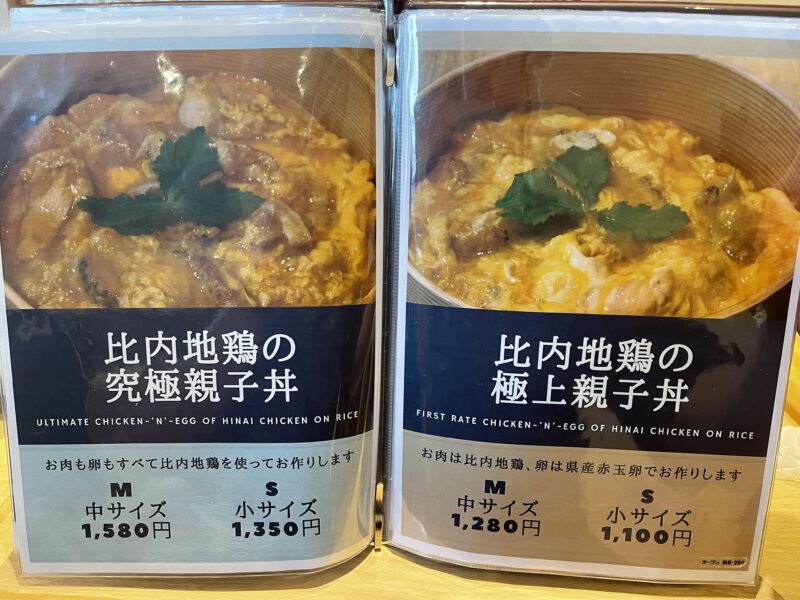 比内地鶏の
究極親子丼
ULTIMATE CHICKEN-'N'-EGG OF HINAI CHICKEN ON RICE
お肉も卵もすべて比内地鶏を使ってお作りします
M
中サイズ
1,580円
S
小サイズ
1,350円
比内地鶏の
極上親子丼
FIRST RATE CHICKEN-'N'-EGG OF HINAI CHICKEN ON RICE
お肉は比内地鶏、卵は県産赤玉卵でお作りします
M
中サイズ
1,280円
S
小サイズ
1,100円